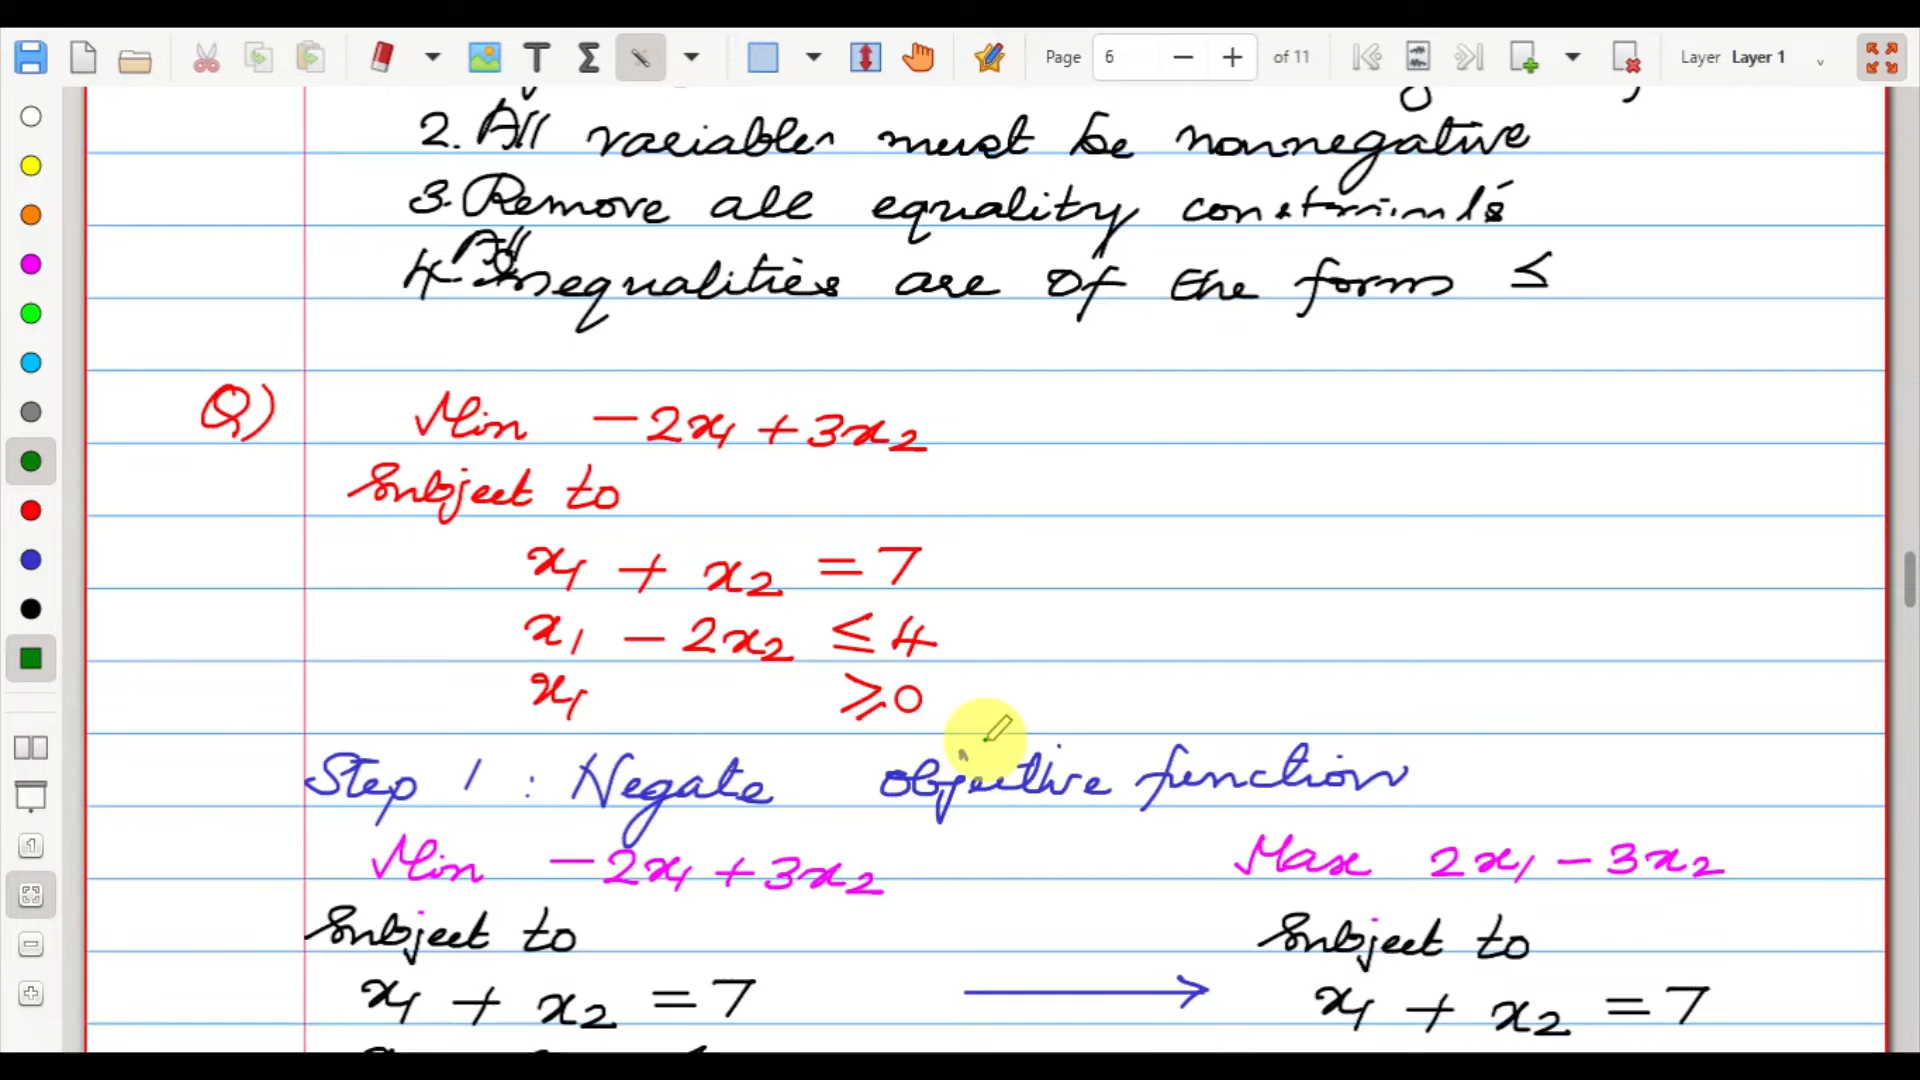 Page 6 of 11 Layer Layer 1
2. All variables must be nonnegative
3. Remove all equality constraints
4. All inequalities are of the form ≤
Q) Min -2x₁ + 3x₂
Subject to
x₁ + x₂ = 7
x₁ - 2x₂ ≤ 4
x₁ ≥ 0
Step 1 : Negate objective function
Min -2x₁ + 3x₂ Max 2x₁ - 3x₂
Subject to Subject to
x₁ + x₂ = 7 x₁ + x₂ = 7